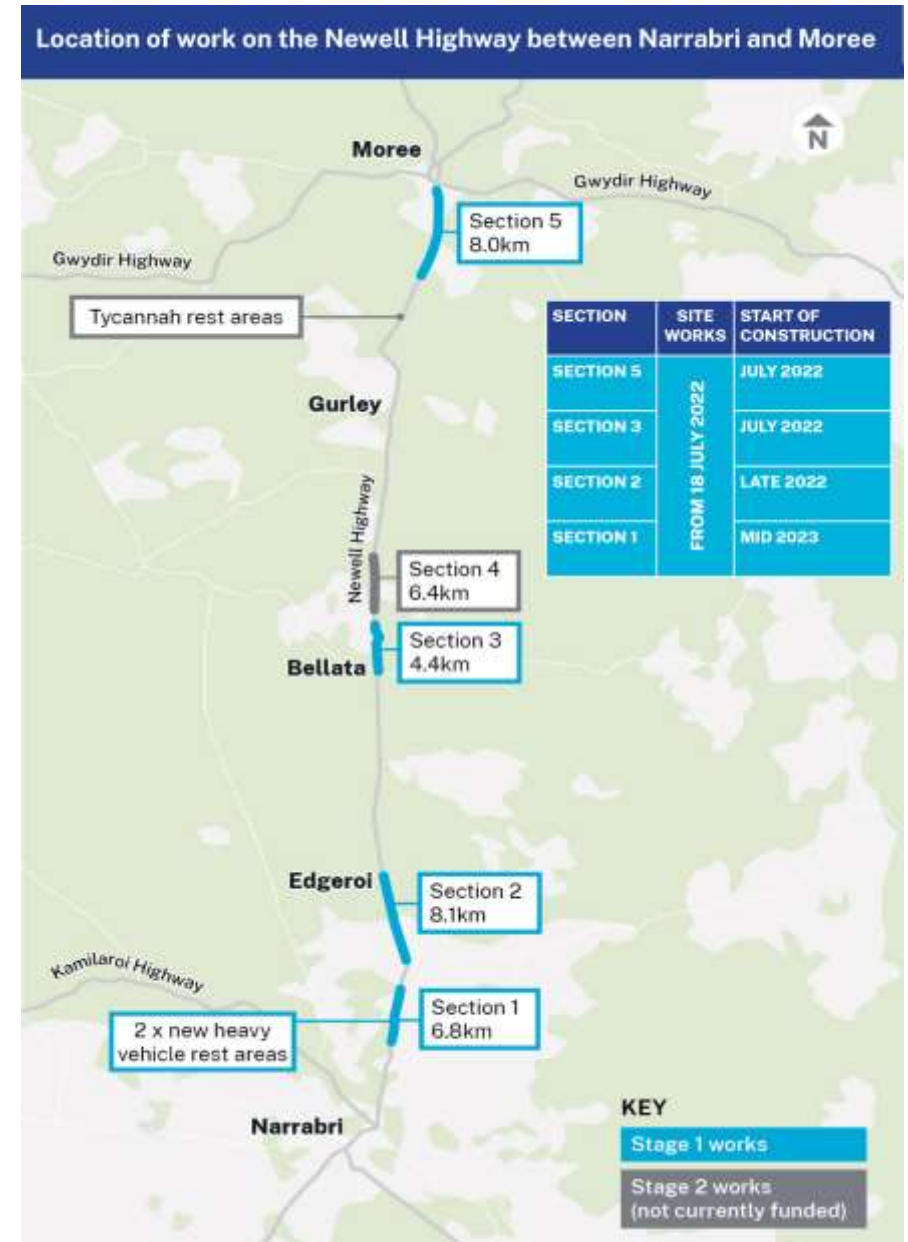 Location of work on the Newell Highway between Narrabri and Moree
N
Moree
Gwydir Highway
Section 5
8.0km
Gwydir Highway
Tycannah rest areas
SECTION
SITE
WORKS
START OF
CONSTRUCTION
SECTION 5
JULY 2022
SECTION 3
JULY 2022
SECTION 2
LATE 2022
SECTION 1
MID 2023
FROM 18 JULY 2022
Gurley
Newell Highway
Section 4
6.4km
Section 3
4.4km
Bellata
Edgeroi
Section 2
8.1km
Kamilaroi Highway
Section 1
6.8km
2 x new heavy
vehicle rest areas
Narrabri
KEY
Stage 1 works
Stage 2 works
(not currently funded)